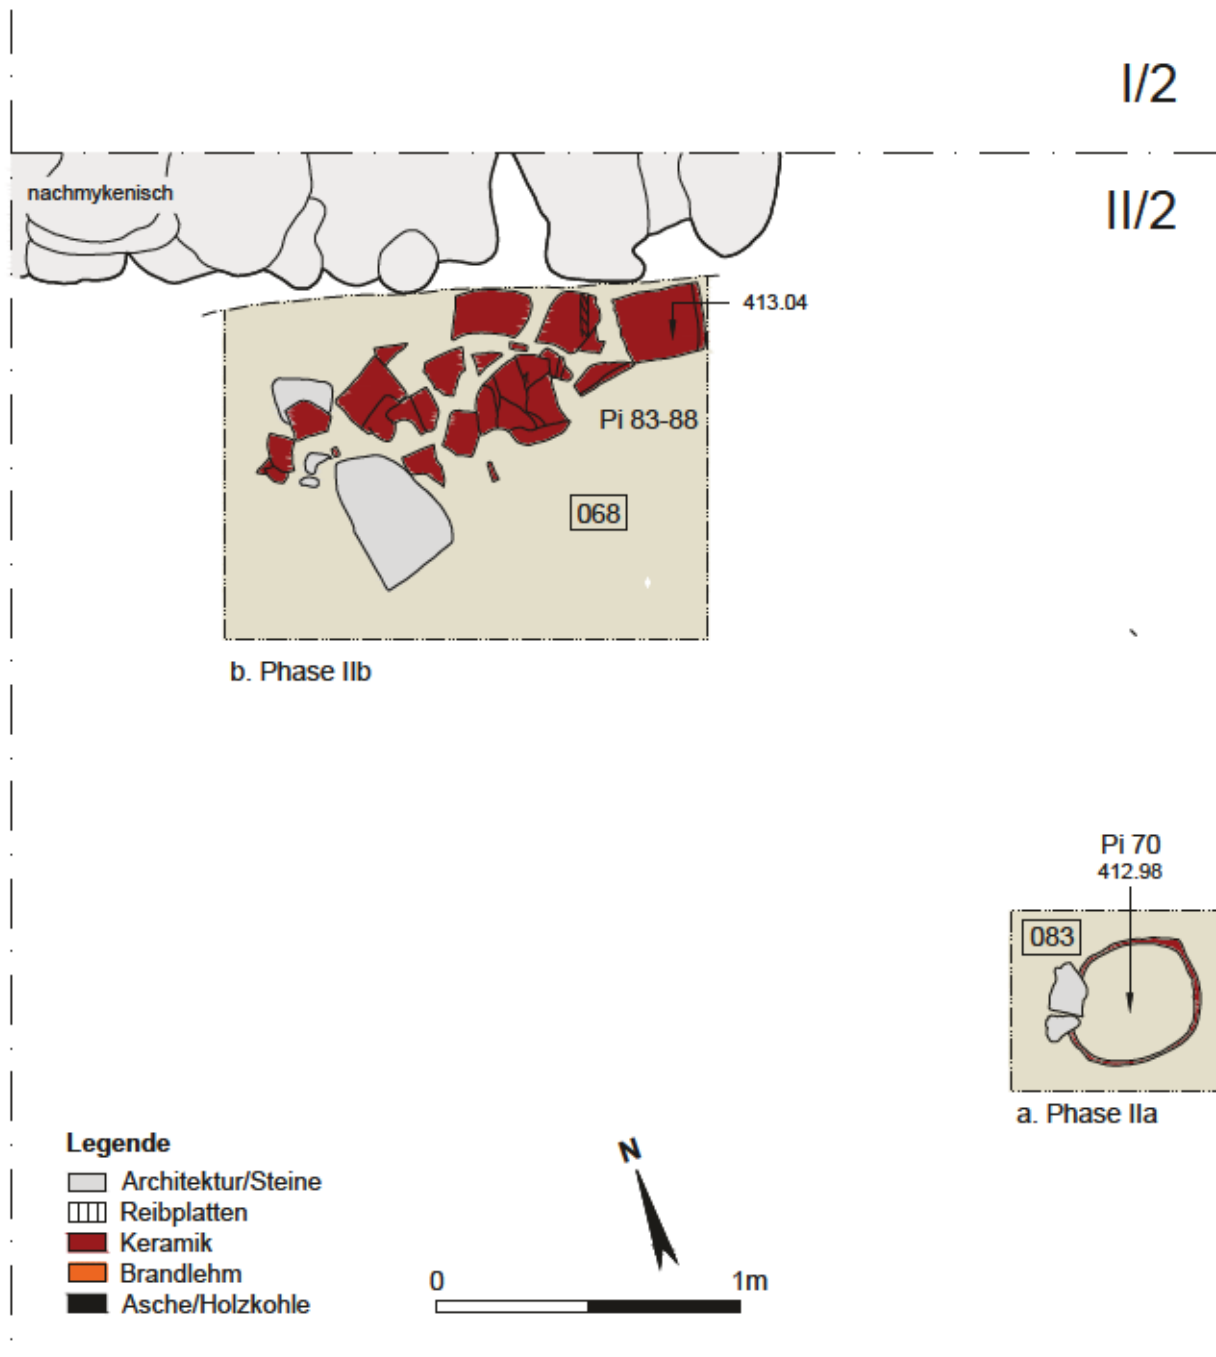 I/2
nachmykenisch
II/2
413.04
Pi 83-88
068
b. Phase IIb
Pi 70
412.98
083
a. Phase IIa
Legende
Architektur/Steine
Reibplatten
Keramik
Brandlehm
Asche/Holzkohle
N
0 1m